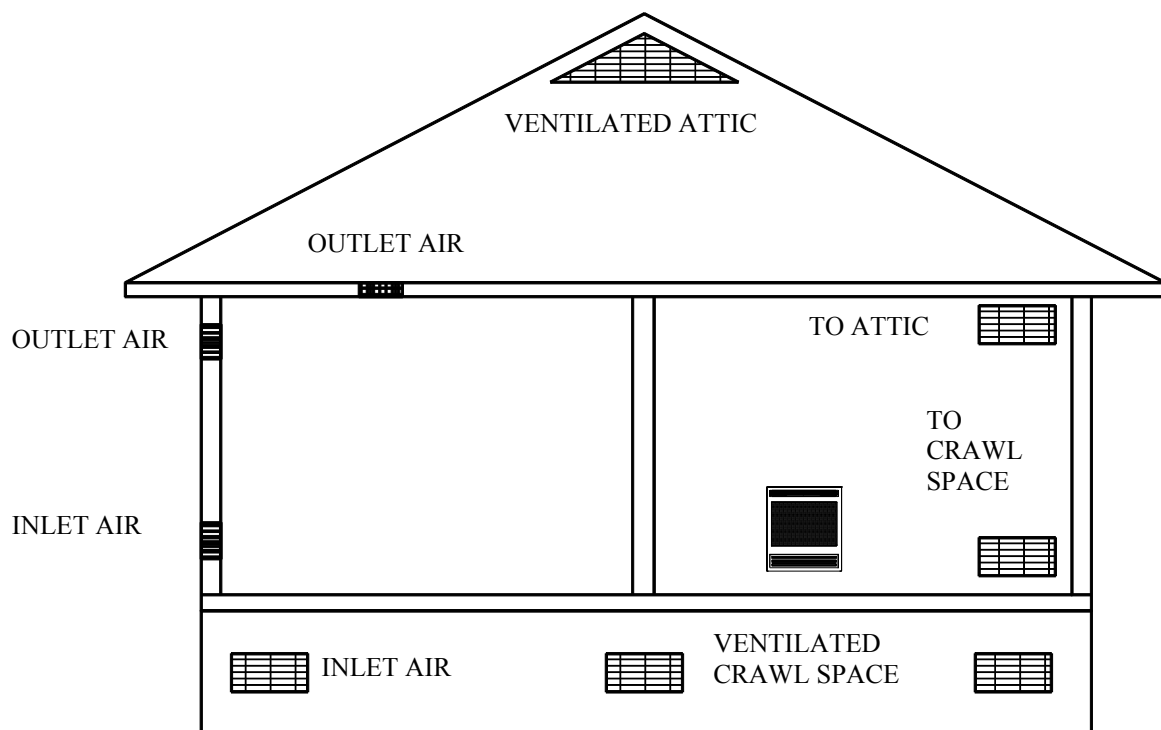 VENTILATED ATTIC
OUTLET AIR
OUTLET AIR
TO ATTIC
TO
CRAWL
SPACE
INLET AIR
INLET AIR
VENTILATED
CRAWL SPACE